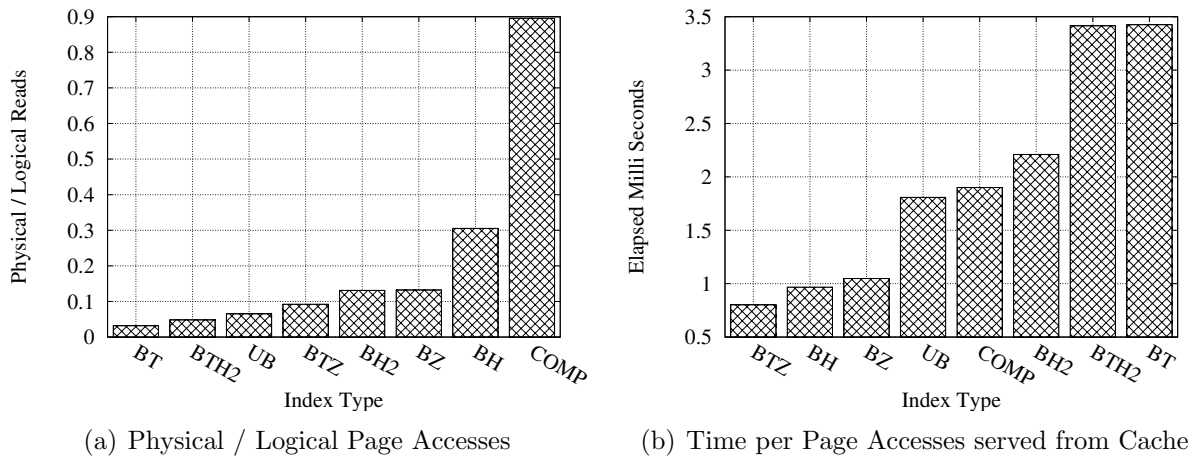 Physical / Logical Reads
0.9
0.8
0.7
0.6
0.5
0.4
0.3
0.2
0.1
0
BT
BTH2
UB
BTZ
BH2
BZ
BH
COMP
Index Type
(a) Physical / Logical Page Accesses
Elapsed Milli Seconds
3.5
3
2.5
2
1.5
1
0.5
BTZ
BH
BZ
UB
COMP
BH2
BTH2
BT
Index Type
(b) Time per Page Accesses served from Cache